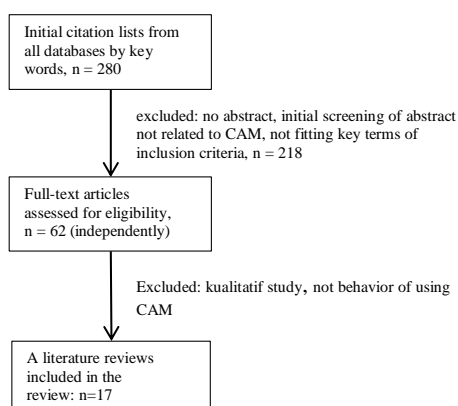 Initial citation lists from
all databases by key
words, n = 280
excluded: no abstract, initial screening of abstract
not related to CAM, not fitting key terms of
inclusion criteria, n = 218
Full-text articles
assessed for eligibility,
n = 62 (independently)
Excluded: kualitatif study, not behavior of using
CAM
A literature reviews
included in the
review: n=17